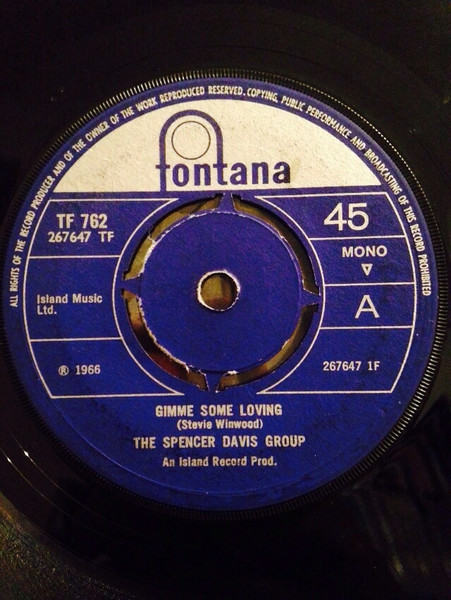 ALL RIGHTS OF THE RECORD PRODUCER AND OF THE OWNER OF THE WORK REPRODUCED RESERVED. COPYING, PUBLIC PERFORMANCE AND BROADCASTING OF THIS RECORD PROHIBITED
fontana
TF 762
267647 TF
45
MONO
Island Music
Ltd.
A
℗ 1966
267647 1F
GIMME SOME LOVING
(Stevie Winwood)
THE SPENCER DAVIS GROUP
An Island Record Prod.